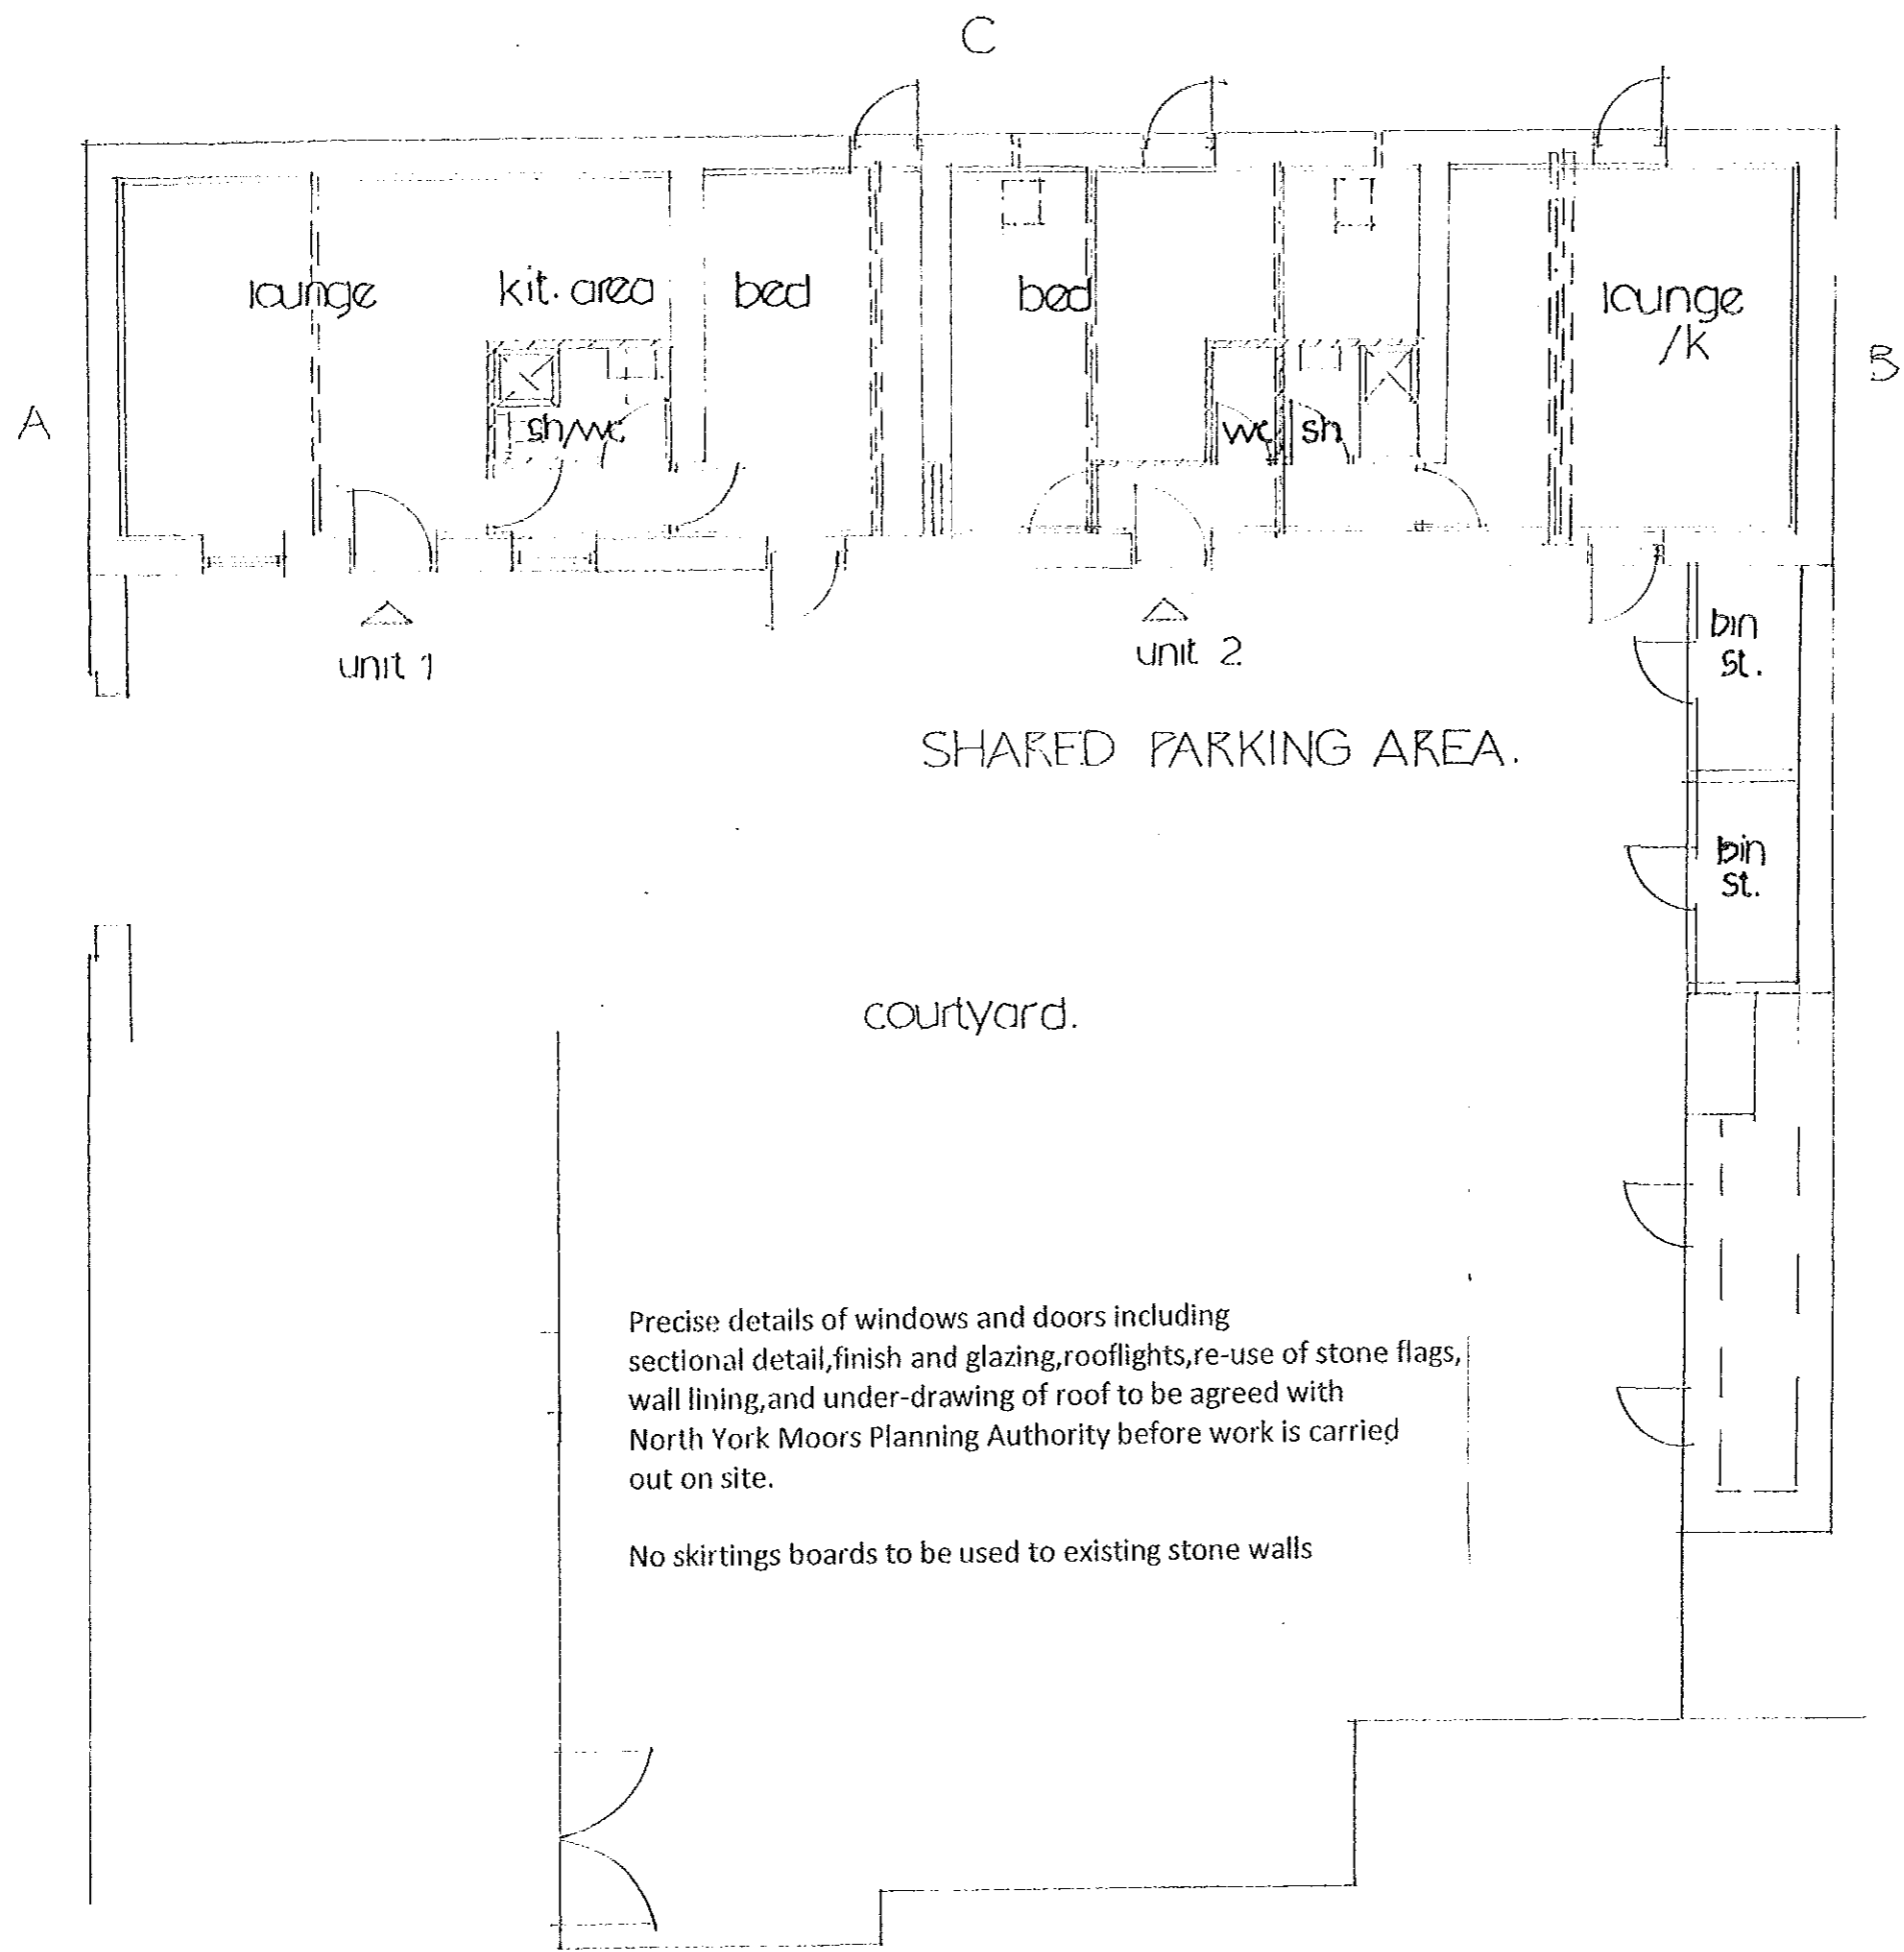 C
lounge
kit. area
bed
bed
lounge
/K
A
B
sh/wc
wc
sh
unit 1
unit 2
bin
st.
SHARED PARKING AREA.
bin
st.
courtyard.
Precise details of windows and doors including
sectional detail,finish and glazing,rooflights,re-use of stone flags,
wall lining,and under-drawing of roof to be agreed with
North York Moors Planning Authority before work is carried
out on site.
No skirtings boards to be used to existing stone walls